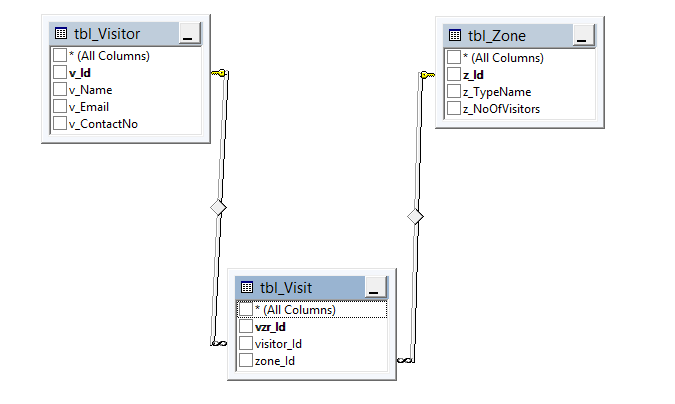 tbl_Visitor
* (All Columns)
v_Id
v_Name
v_Email
v_ContactNo
tbl_Zone
* (All Columns)
z_Id
z_TypeName
z_NoOfVisitors
tbl_Visit
* (All Columns)
vzr_Id
visitor_Id
zone_Id